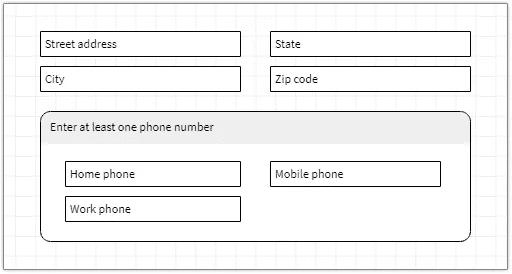 Street address
State
City
Zip code
Enter at least one phone number
Home phone
Mobile phone
Work phone